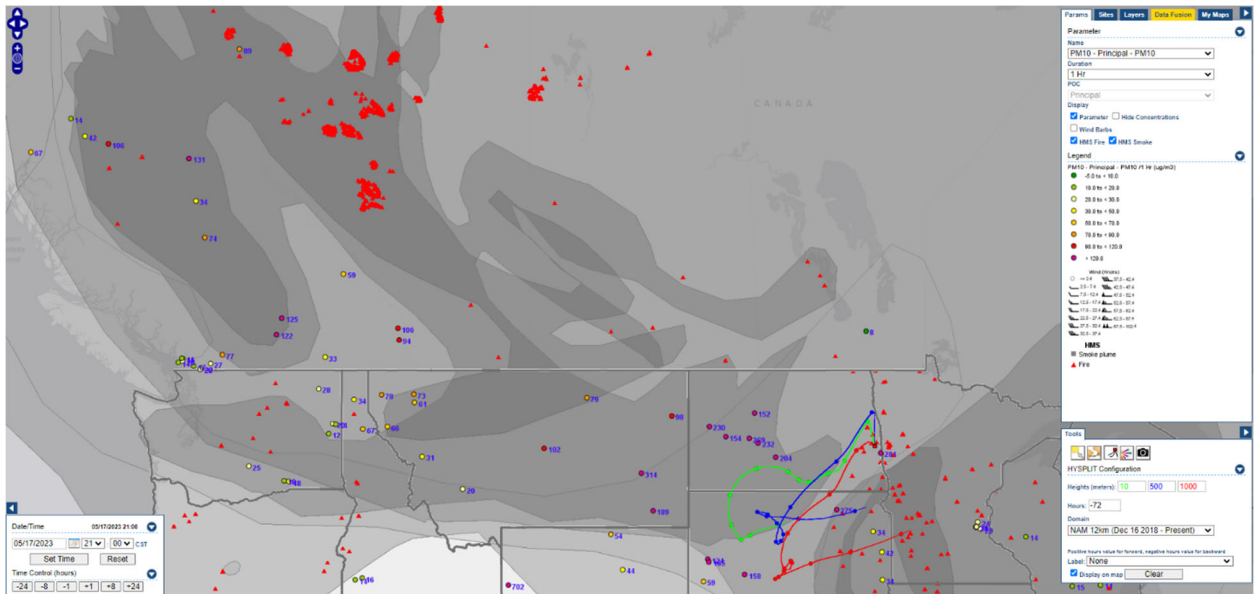 Params Sites Layers Data Fusion My Maps
Parameter
Name
PM10 - Principal - PM10
Duration
1 Hr
POC
Principal
Display
Parameter Hide Concentrations
Wind Barbs
HMS Fire HMS Smoke
Legend
PM10 - Principal - PM10 /1 Hr (ug/m3)
-5.0 to < 10.0
10.0 to < 20.0
20.0 to < 30.0
30.0 to < 50.0
50.0 to < 70.0
70.0 to < 90.0
90.0 to < 120.0
> 120.0
Wind (Knots)
HMS
Smoke plume
Fire
CANADA
89
14
42
67
106
131
34
74
59
125
122
106
94
8
77
27
33
28
34
78
73
61
67
66
12
31
25
20
79
98
102
314
189
54
44
702
152
230
154
232
204
275
34
42
158
59
14
15
Tools
HYSPLIT Configuration
Heights (meters): 10 500 1000
Hours: -72
Domain
NAM 12km (Dec 16 2018 - Present)
Positive hours value for forward, negative hours value for backward
Label: None
Display on map Clear
Date/Time 05/17/2023 21:00
05/17/2023 21 : 00 CST
Set Time Reset
Time Control (hours)
-24 -8 -1 +1 +8 +24